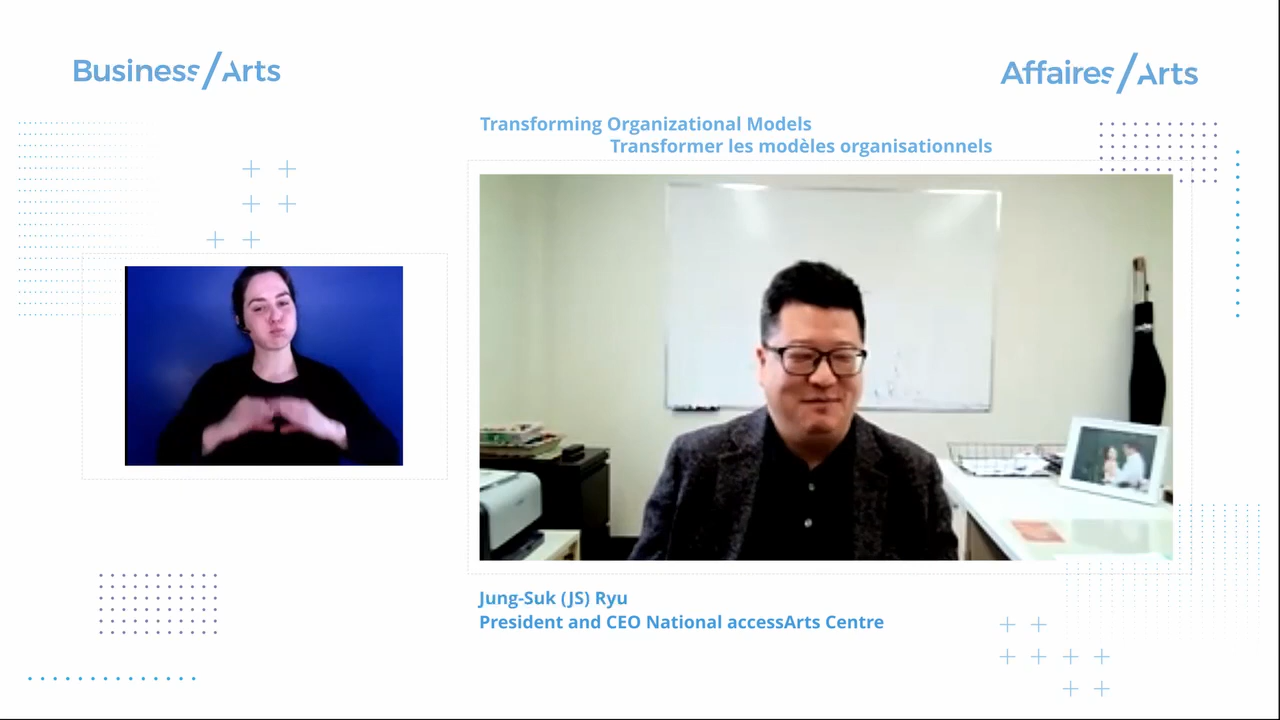 Business/Arts
Affaires/Arts
Transforming Organizational Models
Transformer les modèles organisationnels
Jung-Suk (JS) Ryu
President and CEO National accessArts Centre